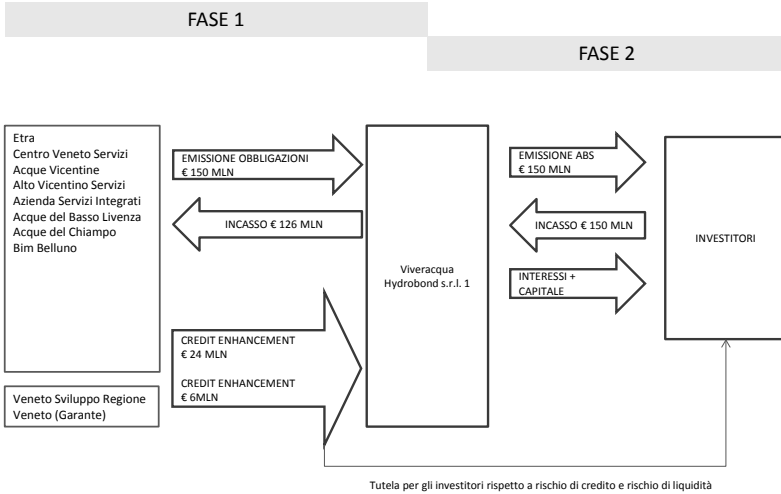 FASE 1
FASE 2
Etra
Centro Veneto Servizi
Acque Vicentine
Alto Vicentino Servizi
Azienda Servizi Integrati
Acque del Basso Livenza
Acque del Chiampo
Bim Belluno
Veneto Sviluppo Regione
Veneto (Garante)
EMISSIONE OBBLIGAZIONI
€ 150 MLN
INCASSO € 126 MLN
CREDIT ENHANCEMENT
€ 24 MLN
CREDIT ENHANCEMENT
€ 6MLN
Viveracqua
Hydrobond s.r.l. 1
EMISSIONE ABS
€ 150 MLN
INCASSO € 150 MLN
INTERESSI +
CAPITALE
INVESTITORI
Tutela per gli investitori rispetto a rischio di credito e rischio di liquidità